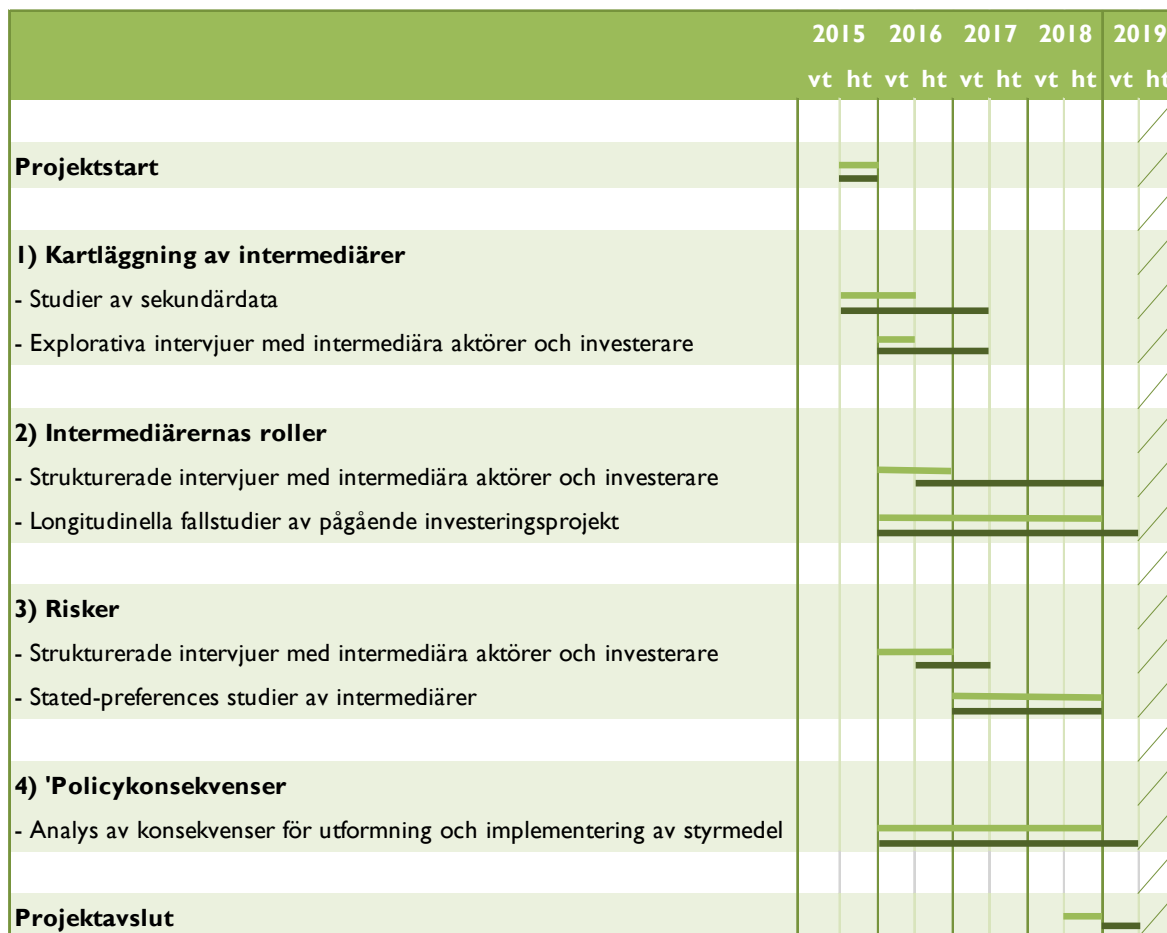 2015 2016 2017 2018 2019
vt ht vt ht vt ht vt ht vt ht
Projektstart
1) Kartläggning av intermediärer
- Studier av sekundärdata
- Explorativa intervjuer med intermediära aktörer och investerare
2) Intermediärernas roller
- Strukturerade intervjuer med intermediära aktörer och investerare
- Longitudinella fallstudier av pågående investeringsprojekt
3) Risker
- Strukturerade intervjuer med intermediära aktörer och investerare
- Stated-preferences studier av intermediärer
4) 'Policykonsekvenser
- Analys av konsekvenser för utformning och implementering av styrmedel
Projektavslut